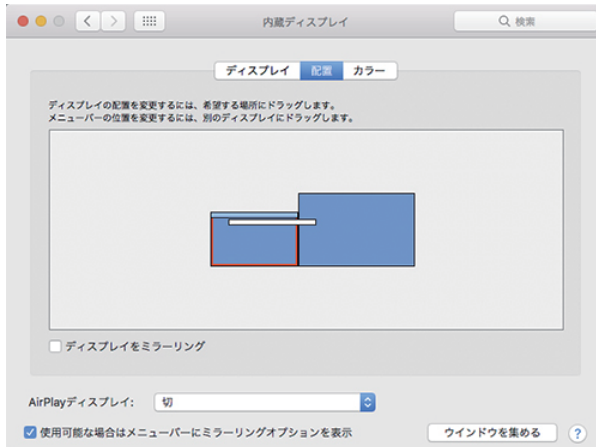 内蔵ディスプレイ
検索
ディスプレイ 配置 カラー
ディスプレイの配置を変更するには、希望する場所にドラッグします。
メニューバーの位置を変更するには、別のディスプレイにドラッグします。
ディスプレイをミラーリング
AirPlayディスプレイ: 切
使用可能な場合はメニューバーにミラーリングオプションを表示
ウインドウを集める
?